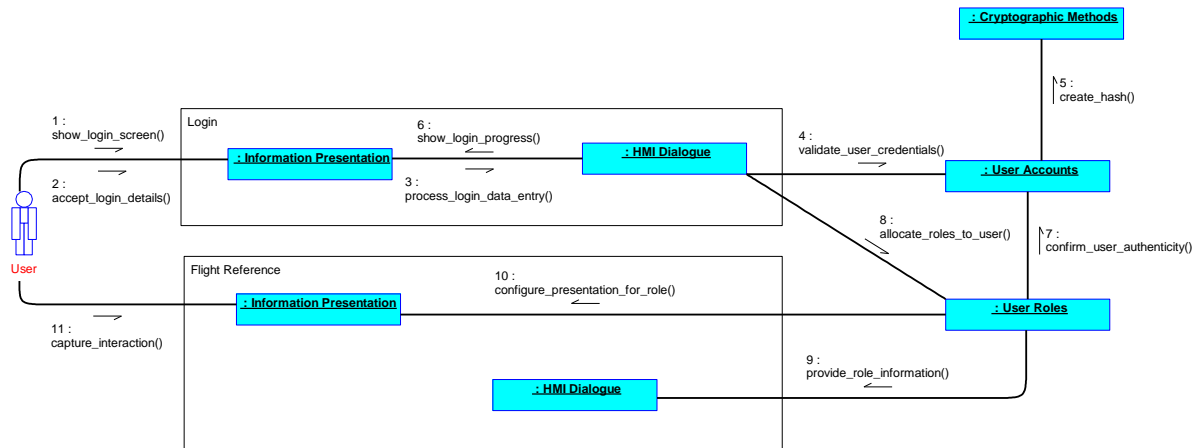 : Cryptographic Methods
5 :
create_hash()
1 :
show_login_screen()
Login
6 :
show_login_progress()
4 :
validate_user_credentials()
: Information Presentation
: HMI Dialogue
: User Accounts
2 :
accept_login_details()
3 :
process_login_data_entry()
8 :
allocate_roles_to_user()
7 :
confirm_user_authenticity()
User
Flight Reference
10 :
configure_presentation_for_role()
: Information Presentation
: User Roles
11 :
capture_interaction()
9 :
provide_role_information()
: HMI Dialogue